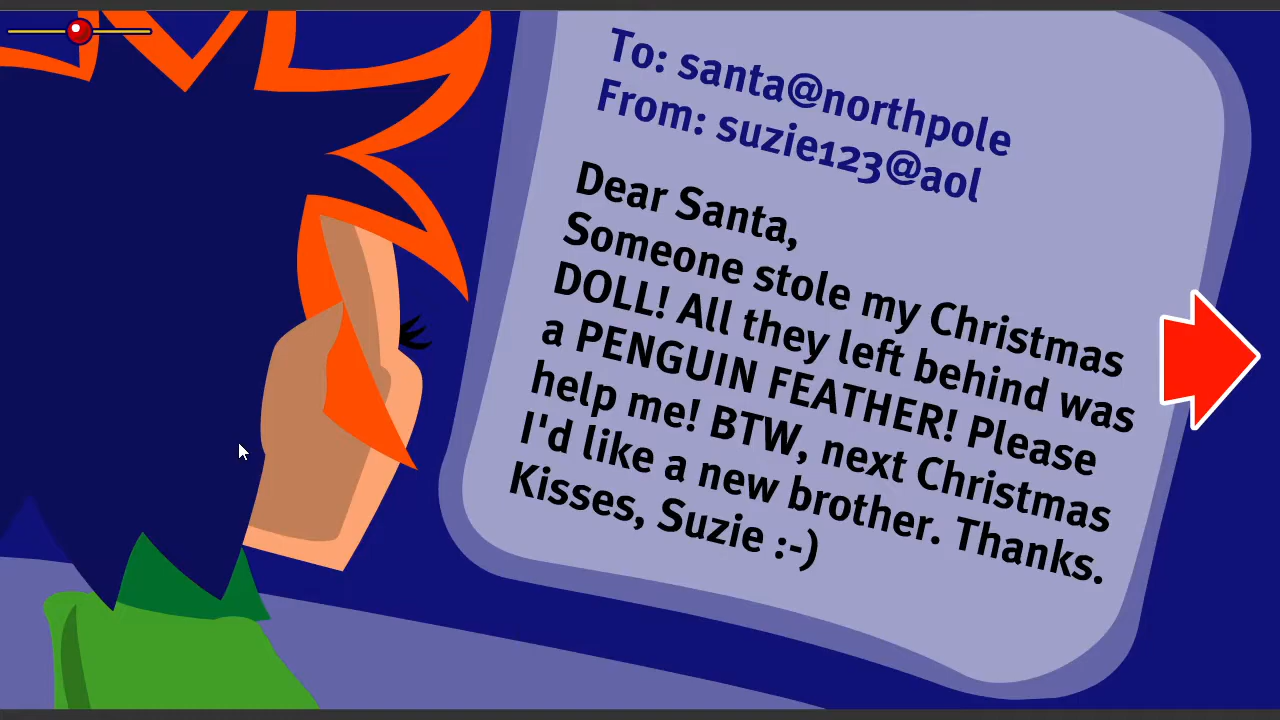 To: santa@northpole
From: suzie123@aol
Dear Santa,
Someone stole my Christmas
DOLL! All they left behind was
a PENGUIN FEATHER! Please
help me! BTW, next Christmas
I'd like a new brother. Thanks.
Kisses, Suzie :-)